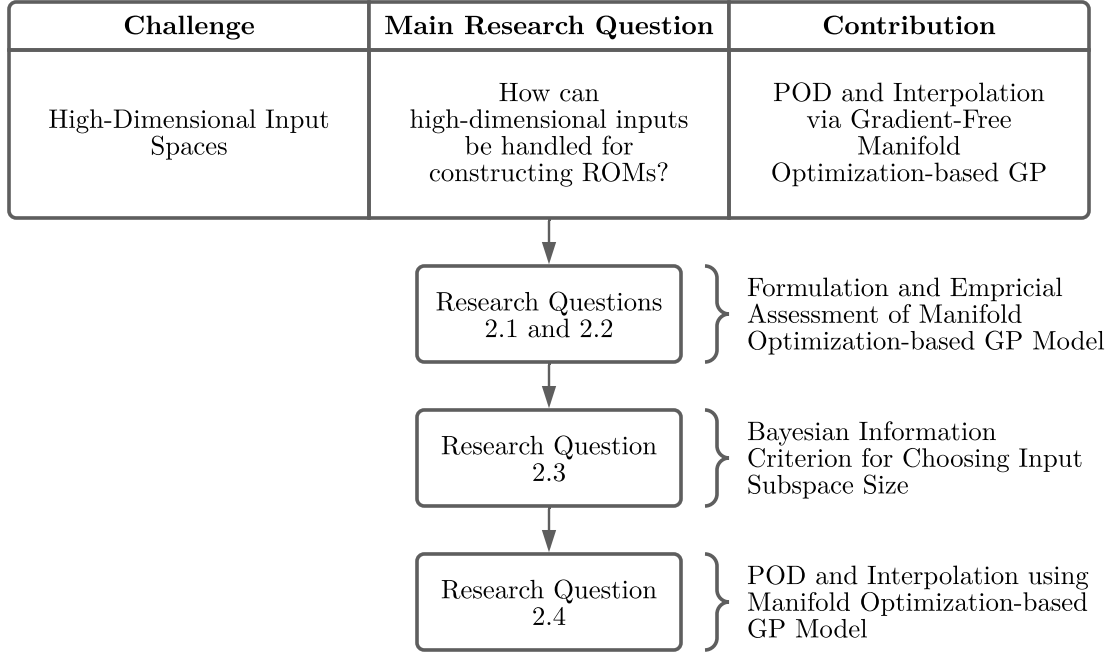 Challenge
Main Research Question
Contribution
High-Dimensional Input
Spaces
How can
high-dimensional inputs
be handled for
constructing ROMs?
POD and Interpolation
via Gradient-Free
Manifold
Optimization-based GP
Research Questions
2.1 and 2.2
Formulation and Empricial
Assessment of Manifold
Optimization-based GP Model
Research Question
2.3
Bayesian Information
Criterion for Choosing Input
Subspace Size
Research Question
2.4
POD and Interpolation using
Manifold Optimization-based
GP Model